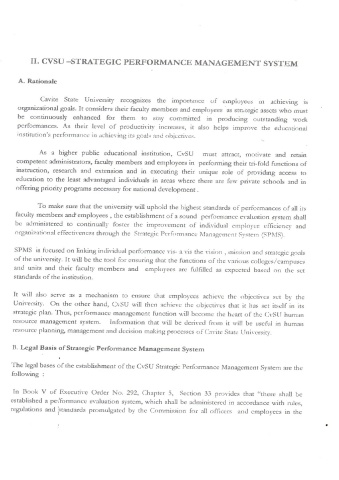 II. CVSU –STRATEGIC PERFORMANCE MANAGEMENT SYSTEM
A. Rationale
Cavite State University recognizes the importance of employees in achieving is
organizational goals. It considers their faculty members and employees as strategic assets who must
be continuously enhanced for them to stay committed in producing outstanding work
performances. As their level of productivity increases, it also helps improve the educational
institution's performance in achieving its goals and objectives.
As a higher public educational institution, CvSU must attract, motivate and retain
competent administrators, faculty members and employees in performing their tri-fold functions of
instruction, research and extension and in executing their unique role of providing access to
education to the least advantaged individuals in areas where there are few private schools and in
offering priority programs necessary for national development .
To make sure that the university will uphold the highest standards of performances of all its
faculty members and employees , the establishment of a sound performance evaluation system shall
be administered to continually foster the improvement of individual employee efficiency and
organizational effectiveness through the Strategic Performance Management System (SPMS).
SPMS is focused on linking individual performance vis- a vis the vision , mission and strategic goals
of the university. It will be the tool for ensuring that the functions of the various colleges/campuses
and units and their faculty members and employees are fulfilled as expected based on the set
standards of the institution.
It will also serve as a mechanism to ensure that employees achieve the objectives set by the
University. On the other hand, CvSU will then achieve the objectives that it has set itself in its
strategic plan. Thus, performance management function will become the heart of the CvSU human
resource management system. Information that will be derived from it will be useful in human
resource planning, management and decision making processes of Cavite State University.
B. Legal Basis of Strategic Performance Management System
The legal bases of the establishment of the CvSU Strategic Performance Management System are the
following :
In Book V of Executive Order No. 292, Chapter 5, Section 33 provides that "there shall be
established a performance evaluation system, which shall be administered in accordance with rules,
regulations and standards promulgated by the Commission for all officers and employees in the